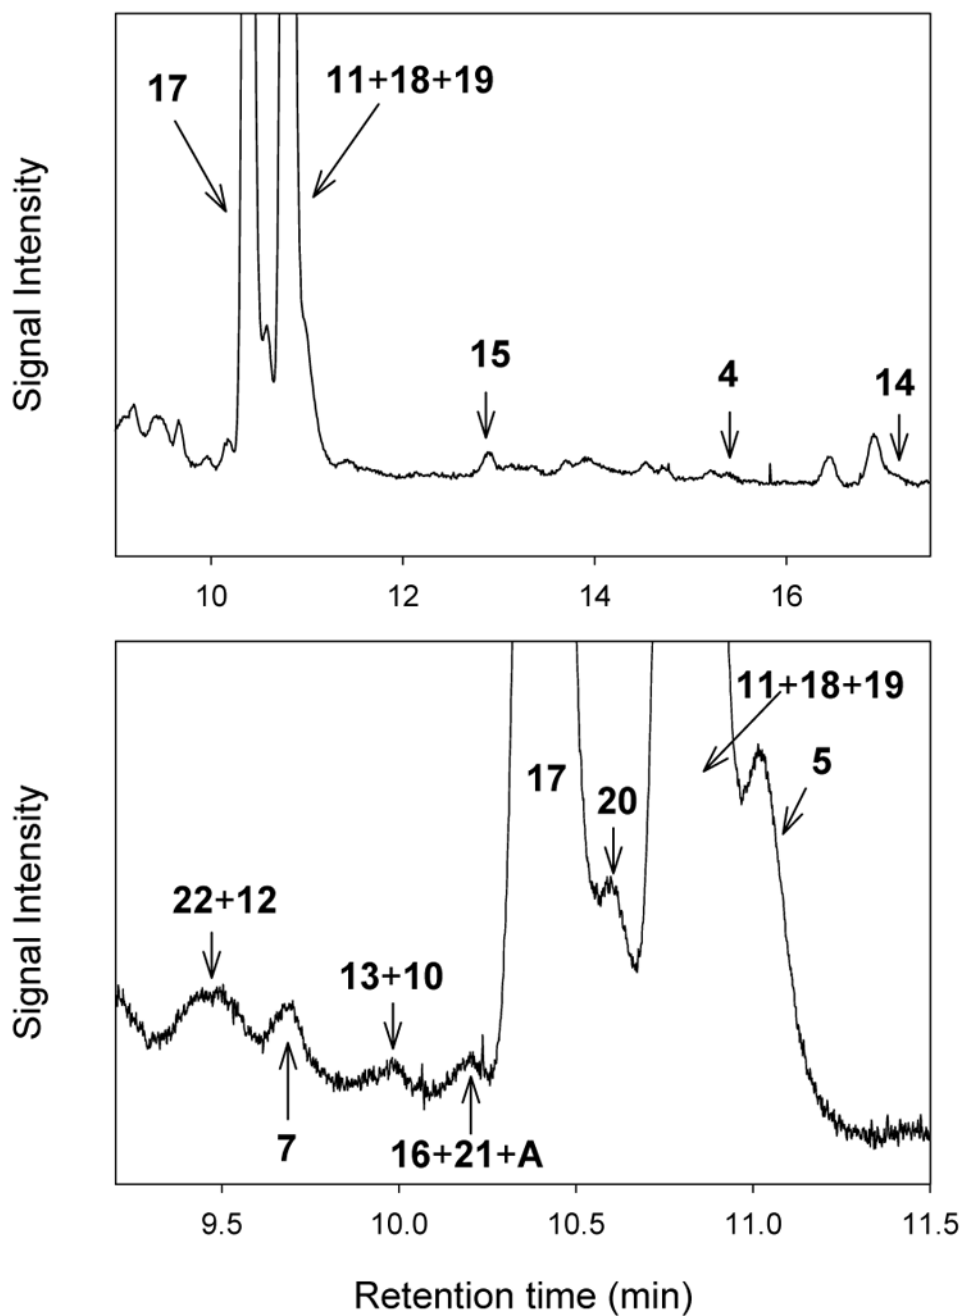 Signal Intensity
17
11+18+19
15
4
14
10 12 14 16
Signal Intensity
11+18+19
17
5
20
22+12
13+10
7
16+21+A
9.5 10.0 10.5 11.0 11.5
Retention time (min)